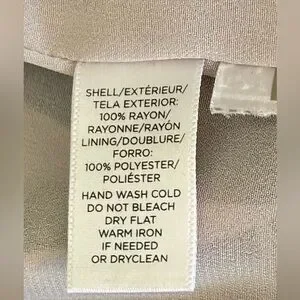 SHELL/EXTÉRIEUR/
TELA EXTERIOR:
100% RAYON/
RAYONNE/RAYÓN
LINING/DOUBLURE/
FORRO:
100% POLYESTER/
POLIÉSTER
HAND WASH COLD
DO NOT BLEACH
DRY FLAT
WARM IRON
IF NEEDED
OR DRYCLEAN